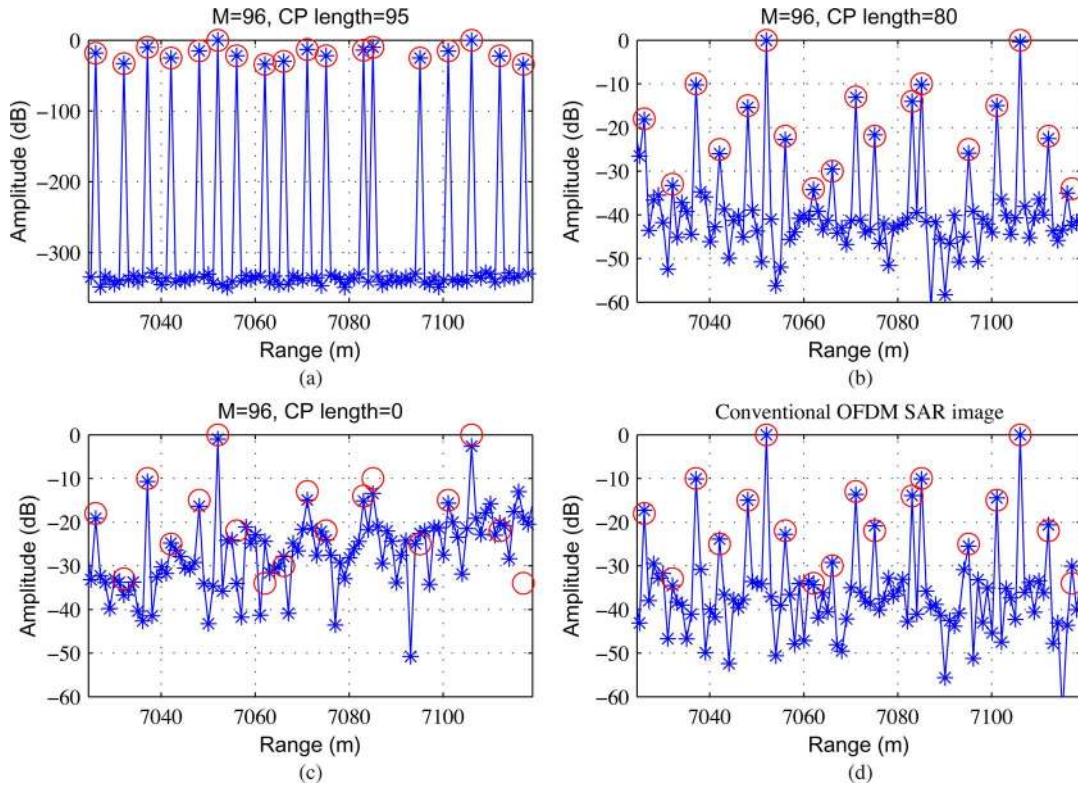 M=96, CP length=95
0
−100
−200
−300
Amplitude (dB)
7040 7060 7080 7100
Range (m)
(a)
M=96, CP length=80
0
−10
−20
−30
−40
−50
−60
Amplitude (dB)
7040 7060 7080 7100
Range (m)
(b)
M=96, CP length=0
0
−10
−20
−30
−40
−50
−60
Amplitude (dB)
7040 7060 7080 7100
Range (m)
(c)
Conventional OFDM SAR image
0
−10
−20
−30
−40
−50
−60
Amplitude (dB)
7040 7060 7080 7100
Range (m)
(d)